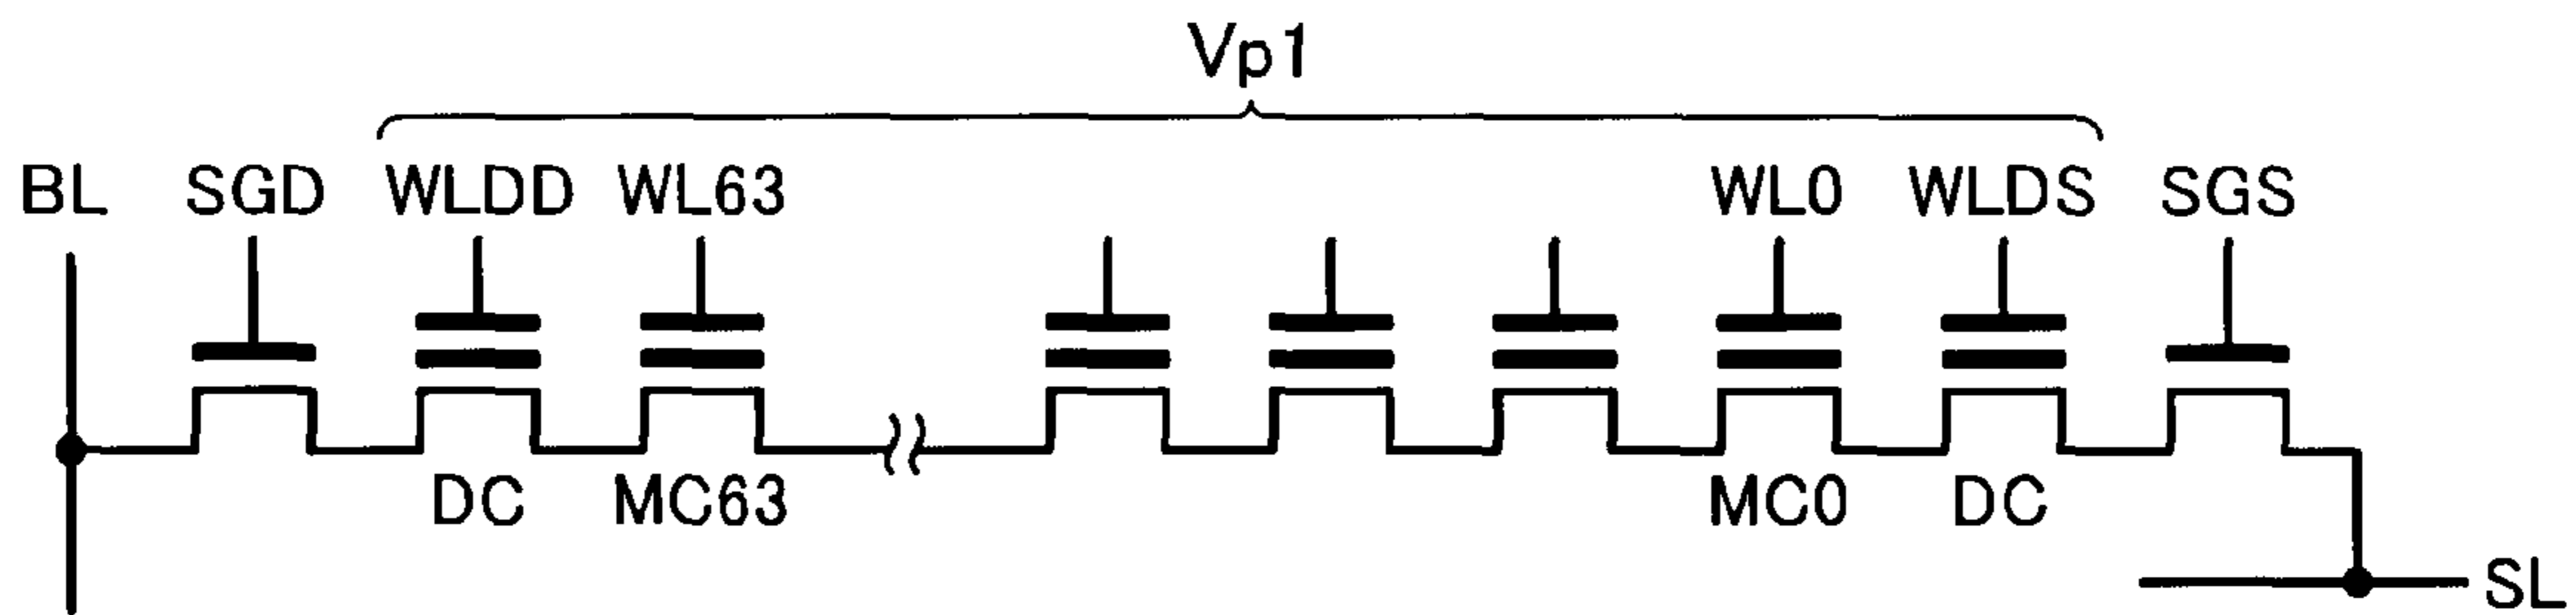 Vp1
BL SGD WLDD WL63 WL0 WLDS SGS
DC MC63 MC0 DC
SL